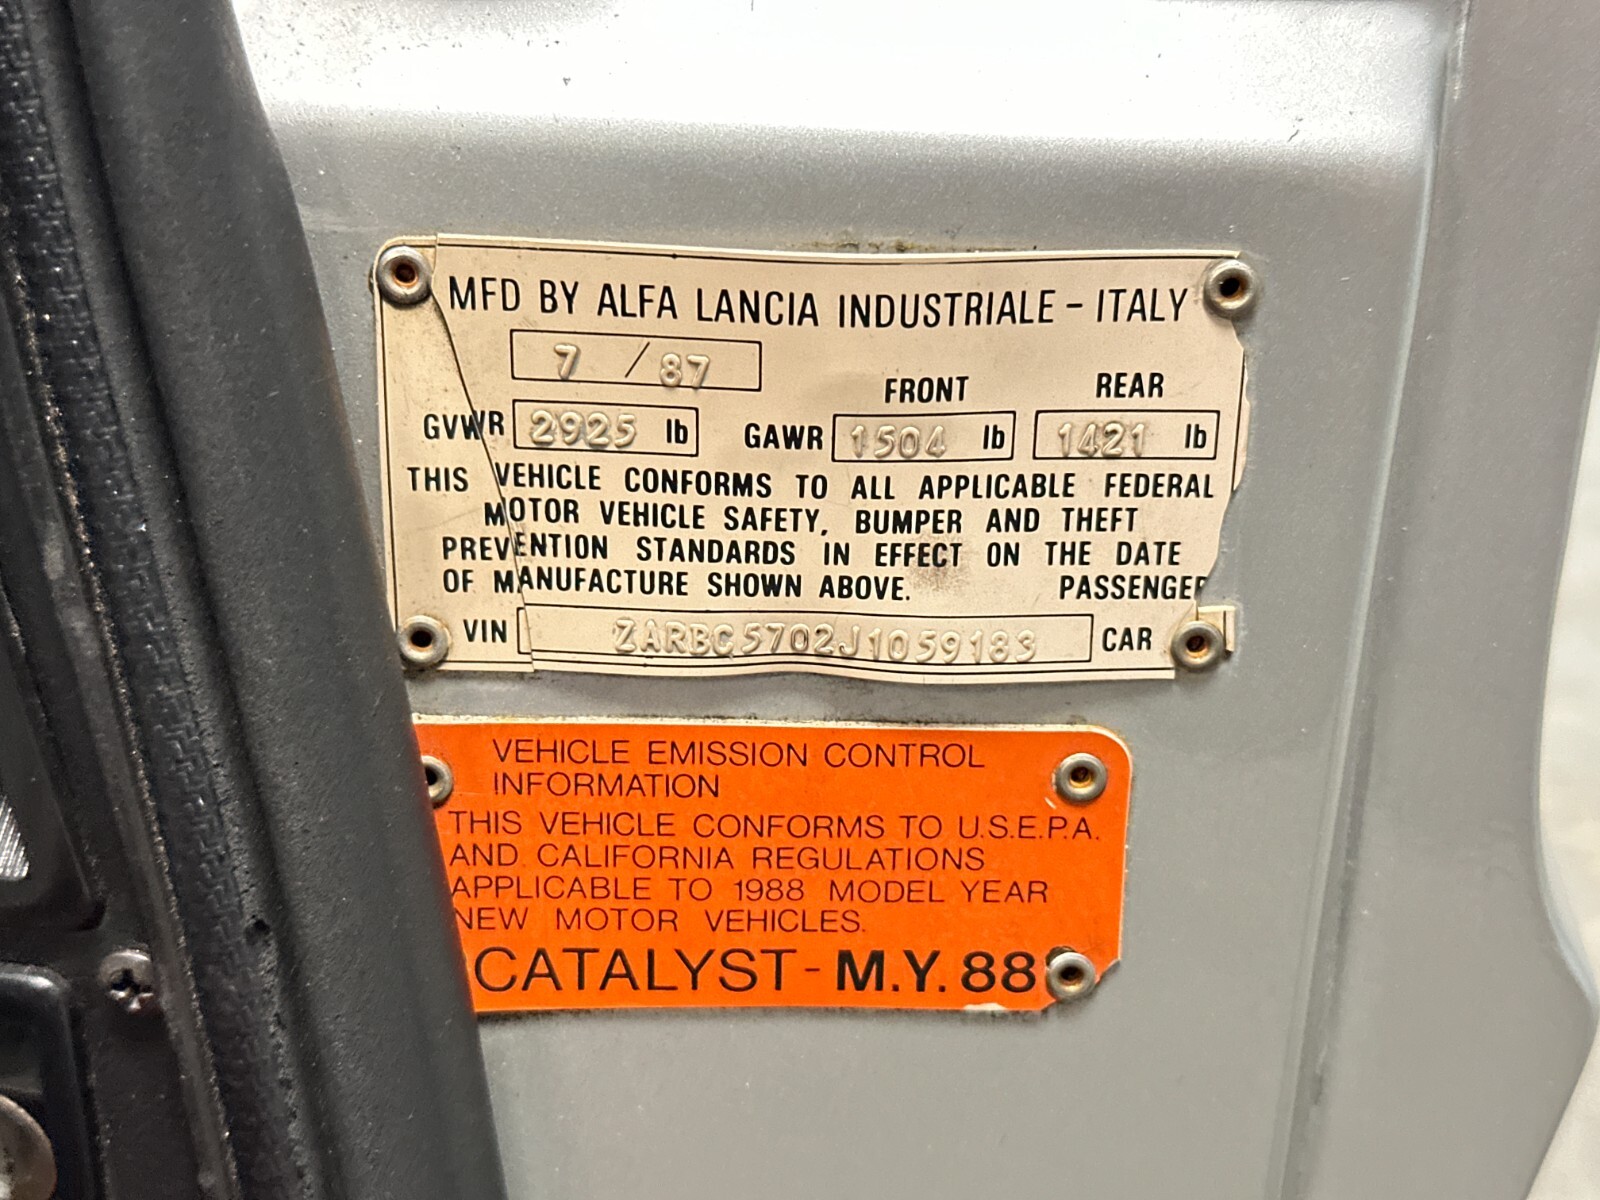 MFD BY ALFA LANCIA INDUSTRIALE - ITALY
7 / 87
FRONT REAR
GVWR 2925 lb GAWR 1504 lb 1421 lb
THIS VEHICLE CONFORMS TO ALL APPLICABLE FEDERAL
MOTOR VEHICLE SAFETY, BUMPER AND THEFT
PREVENTION STANDARDS IN EFFECT ON THE DATE
OF MANUFACTURE SHOWN ABOVE. PASSENGER
VIN ZARBC5702J1059183 CAR
VEHICLE EMISSION CONTROL
INFORMATION
THIS VEHICLE CONFORMS TO U.S.E.P.A.
AND CALIFORNIA REGULATIONS
APPLICABLE TO 1988 MODEL YEAR
NEW MOTOR VEHICLES.
CATALYST - M.Y. 88